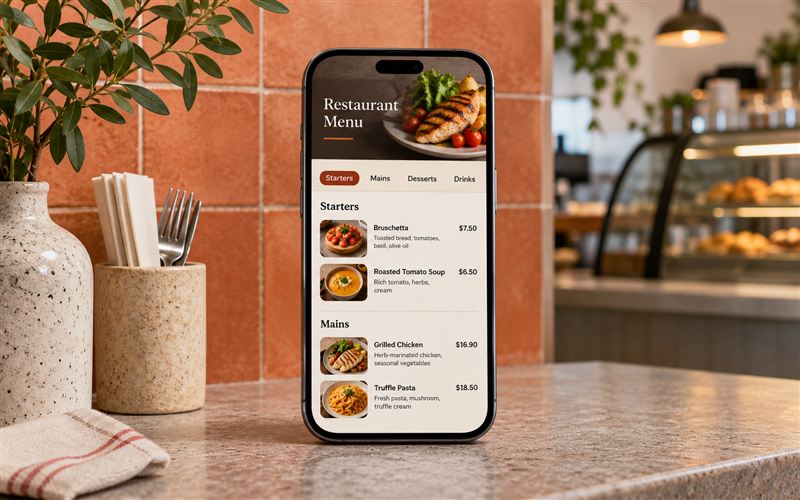 Restaurant
Menu
Starters Mains Desserts Drinks
Starters
Bruschetta $7.50
Toasted bread, tomatoes,
basil, olive oil
Roasted Tomato Soup $6.50
Rich tomato, herbs,
cream
Mains
Grilled Chicken $16.90
Herb-marinated chicken,
seasonal vegetables
Truffle Pasta $18.50
Fresh pasta, mushroom,
truffle cream